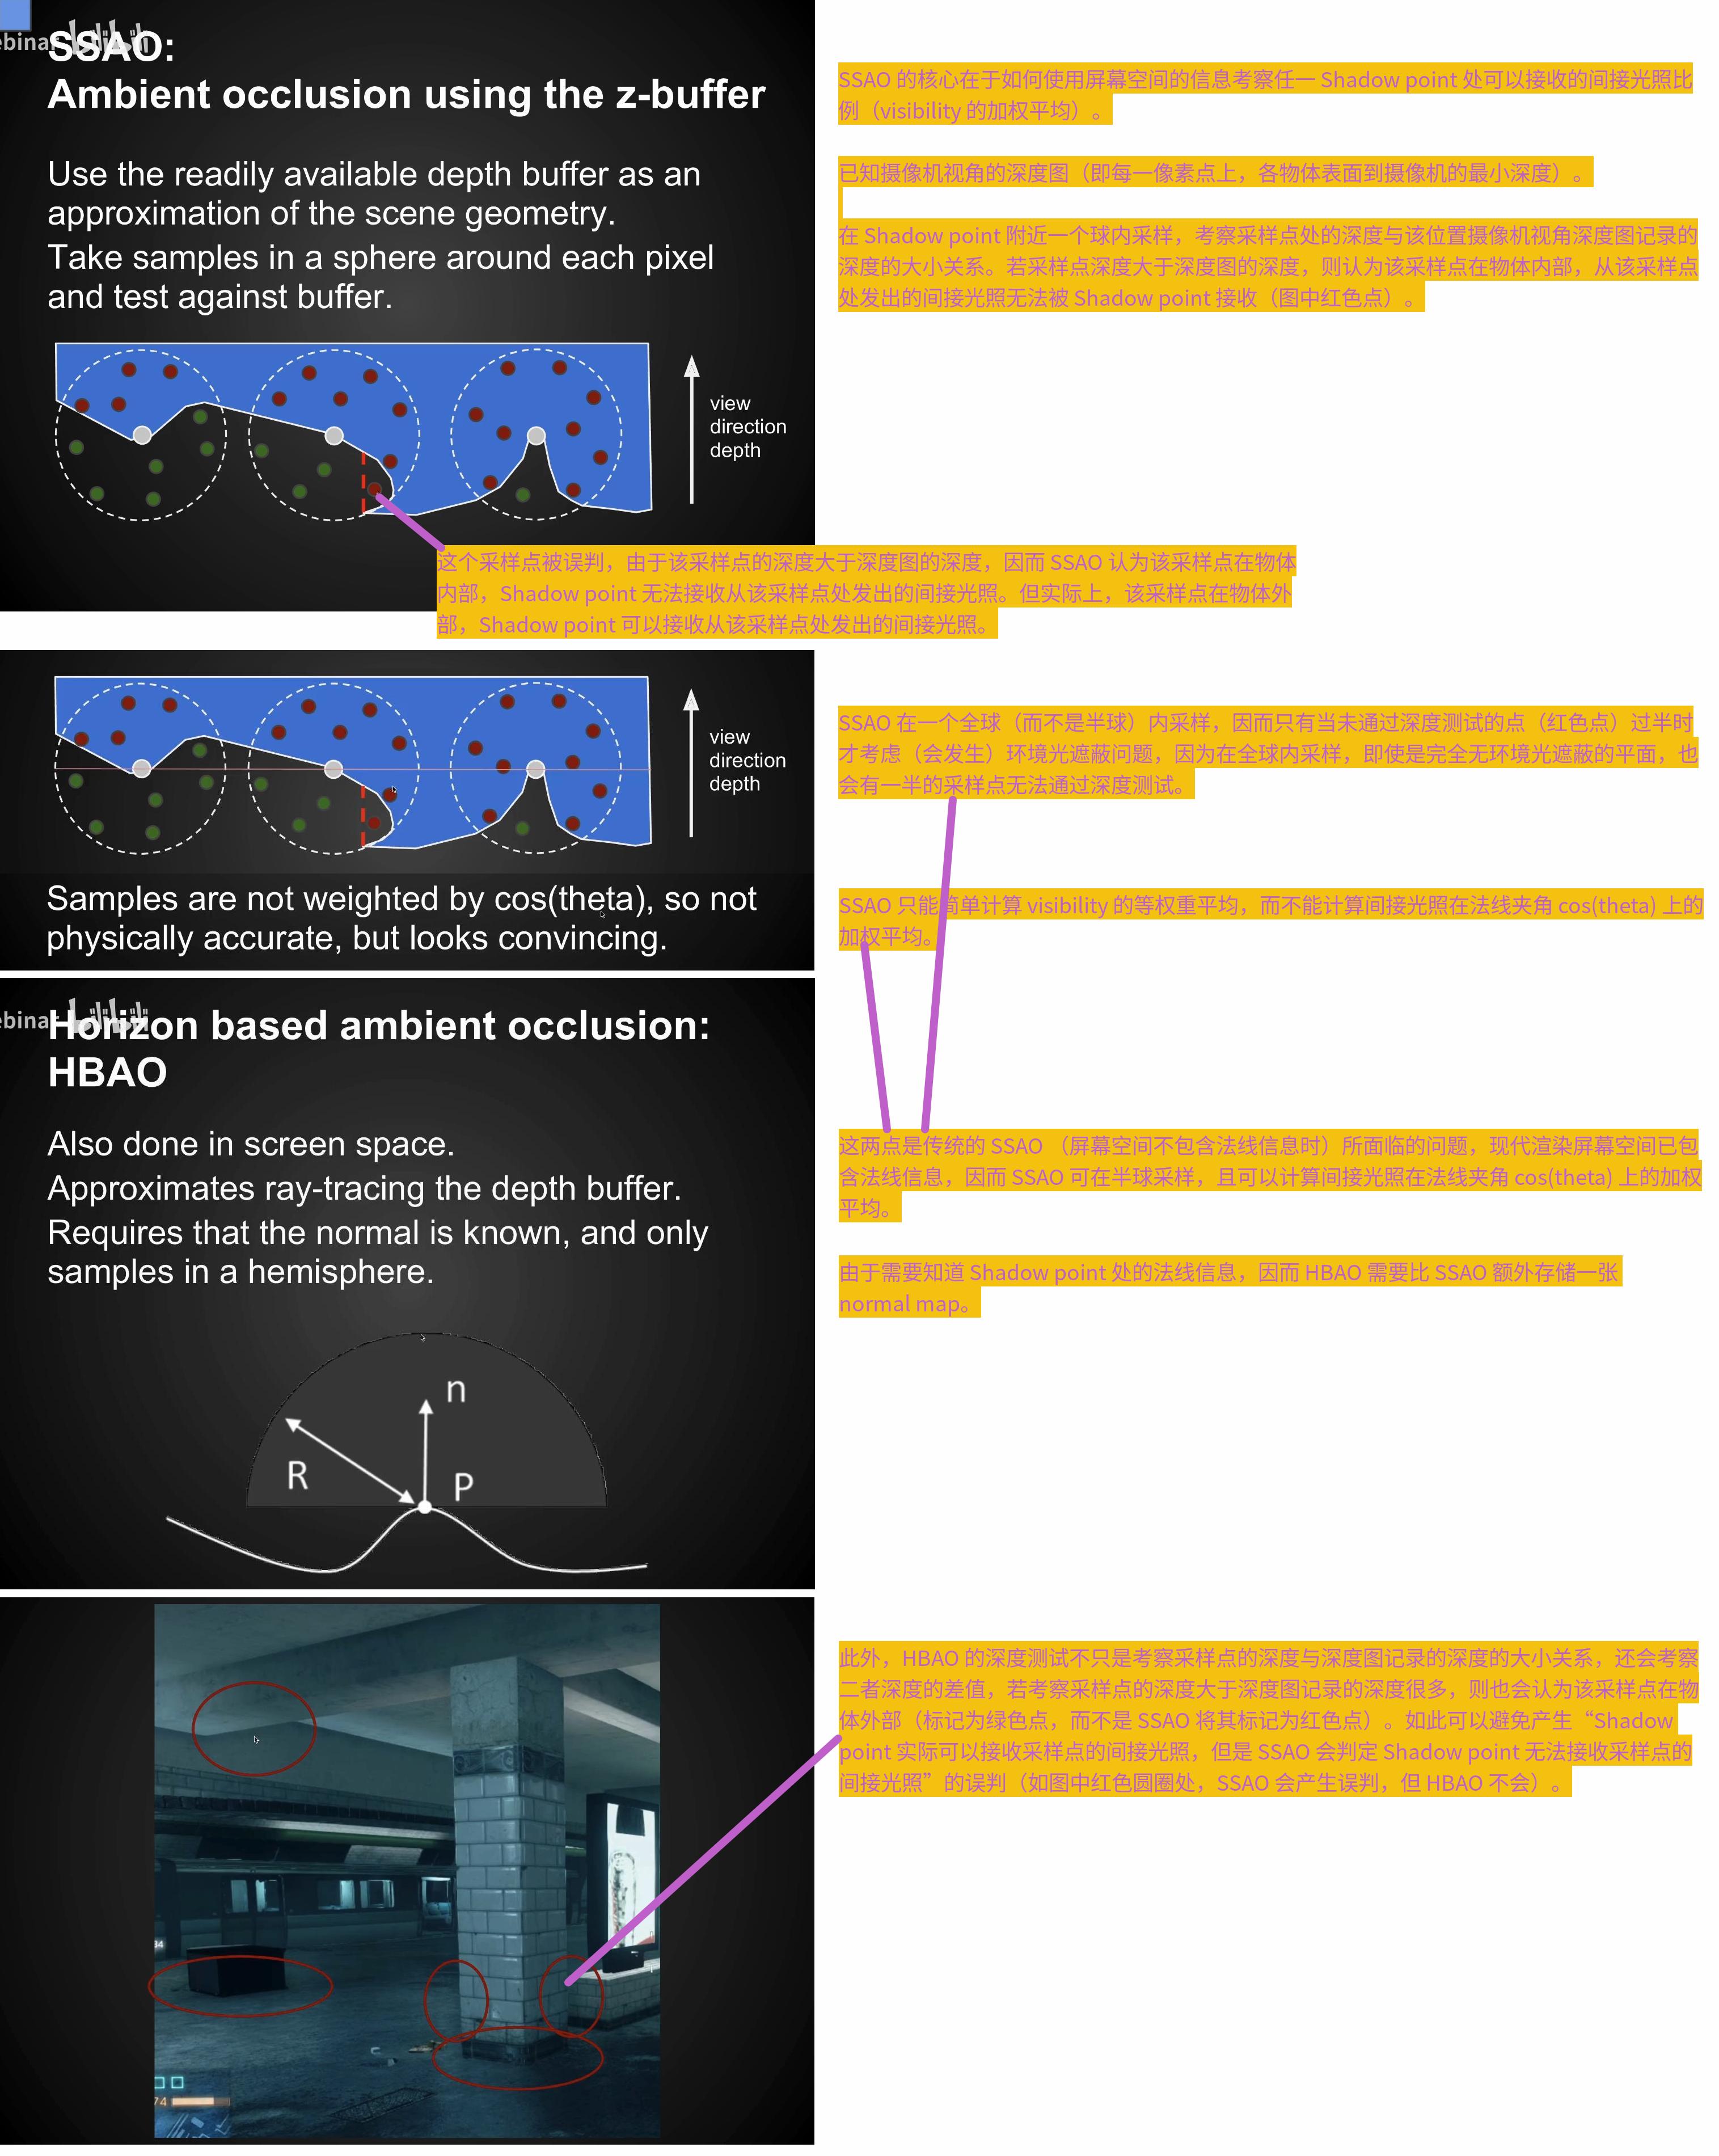 ebinar bilibili
SSAO:
Ambient occlusion using the z-buffer
Use the readily available depth buffer as an
approximation of the scene geometry.
Take samples in a sphere around each pixel
and test against buffer.
view
direction
depth
SSAO 的核心在于如何使用屏幕空间的信息考察任一 Shadow point 处可以接收的间接光照比
例（visibility 的加权平均）。
已知摄像机视角的深度图（即每一像素点上，各物体表面到摄像机的最小深度）。
在 Shadow point 附近一个球内采样，考察采样点处的深度与该位置摄像机视角深度图记录的
深度的大小关系。若采样点深度大于深度图的深度，则认为该采样点在物体内部，从该采样点
处发出的间接光照无法被 Shadow point 接收（图中红色点）。
这个采样点被误判，由于该采样点的深度大于深度图的深度，因而 SSAO 认为该采样点在物体
内部，Shadow point 无法接收从该采样点处发出的间接光照。但实际上，该采样点在物体外
部，Shadow point 可以接收从该采样点处发出的间接光照。
view
direction
depth
Samples are not weighted by cos(theta), so not
physically accurate, but looks convincing.
SSAO 在一个全球（而不是半球）内采样，因而只有当未通过深度测试的点（红色点）过半时
才考虑（会发生）环境光遮蔽问题，因为在全球内采样，即使是完全无环境光遮蔽的平面，也
会有一半的采样点无法通过深度测试。
SSAO 只能简单计算 visibility 的等权重平均，而不能计算间接光照在法线夹角 cos(theta) 上的
加权平均。
ebinar bilibili
Horizon based ambient occlusion:
HBAO
Also done in screen space.
Approximates ray-tracing the depth buffer.
Requires that the normal is known, and only
samples in a hemisphere.
n
R
P
这两点是传统的 SSAO （屏幕空间不包含法线信息时）所面临的问题，现代渲染屏幕空间已包
含法线信息，因而 SSAO 可在半球采样，且可以计算间接光照在法线夹角 cos(theta) 上的加权
平均。
由于需要知道 Shadow point 处的法线信息，因而 HBAO 需要比 SSAO 额外存储一张
normal map。
此外，HBAO 的深度测试不只是考察采样点的深度与深度图记录的深度的大小关系，还会考察
二者深度的差值，若考察采样点的深度大于深度图记录的深度很多，则也会认为该采样点在物
体外部（标记为绿色点，而不是 SSAO 将其标记为红色点）。如此可以避免产生“Shadow
point 实际可以接收采样点的间接光照，但是 SSAO 会判定 Shadow point 无法接收采样点的
间接光照”的误判（如图中红色圆圈处，SSAO 会产生误判，但 HBAO 不会）。
34
74